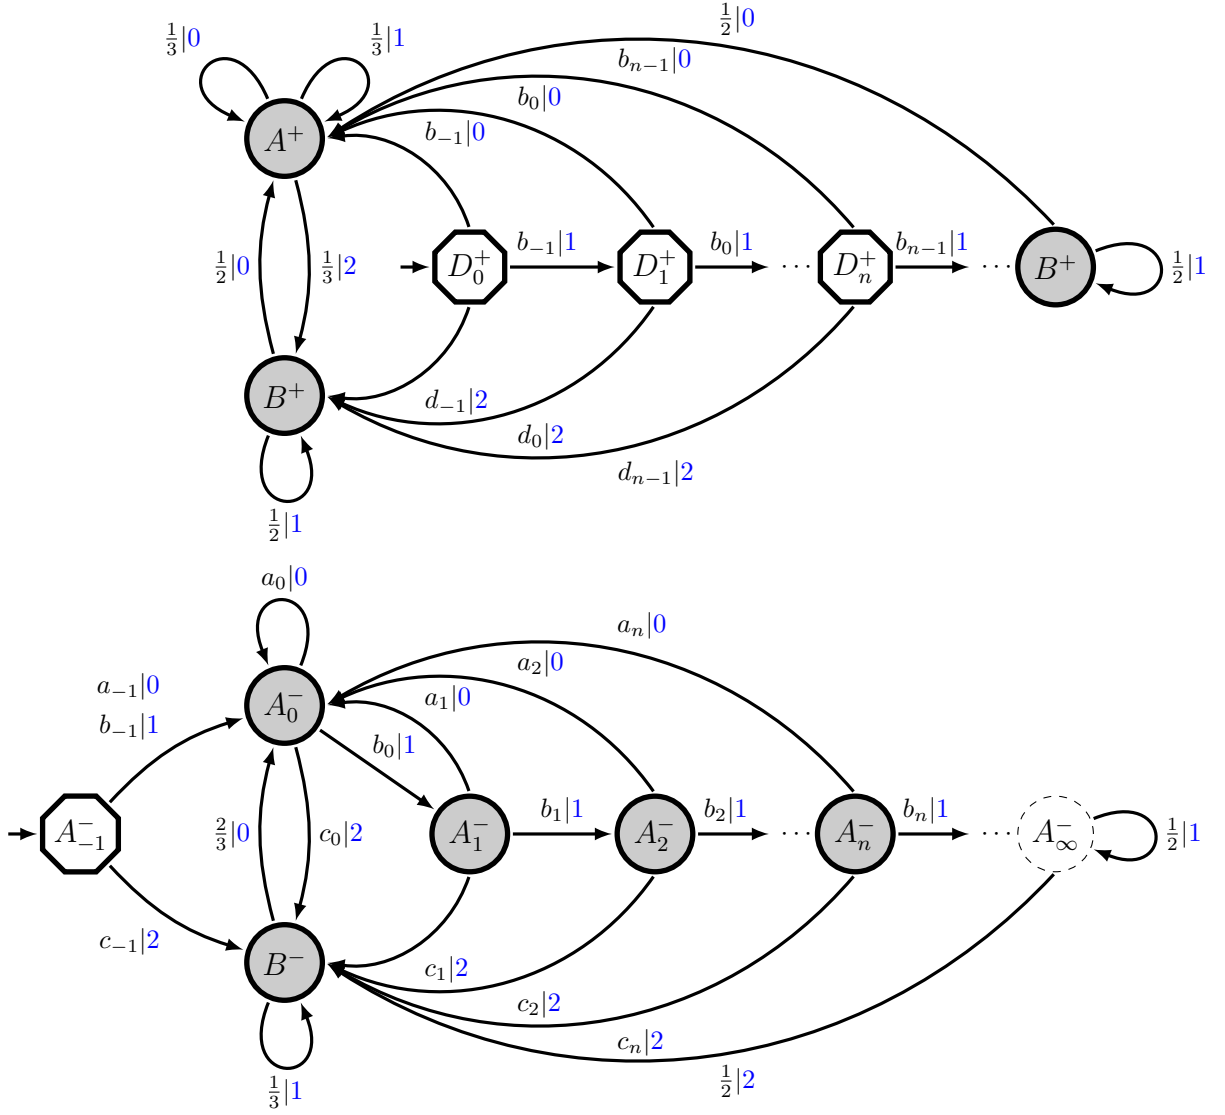 1/2|0
1/3|0
1/3|1
b_{n-1}|0
b_0|0
b_{-1}|0
A^+
1/2|0
1/3|2
D_0^+
b_{-1}|1
D_1^+
b_0|1
···
D_n^+
b_{n-1}|1
···
B^+
1/2|1
B^+
d_{-1}|2
d_0|2
d_{n-1}|2
1/2|1
a_0|0
a_n|0
a_2|0
a_1|0
a_{-1}|0
b_{-1}|1
A_0^-
b_0|1
A_{-1}^-
2/3|0
c_0|2
A_1^-
b_1|1
A_2^-
b_2|1
···
A_n^-
b_n|1
···
A_∞^-
1/2|1
c_{-1}|2
B^-
c_1|2
c_2|2
c_n|2
1/2|2
1/3|1